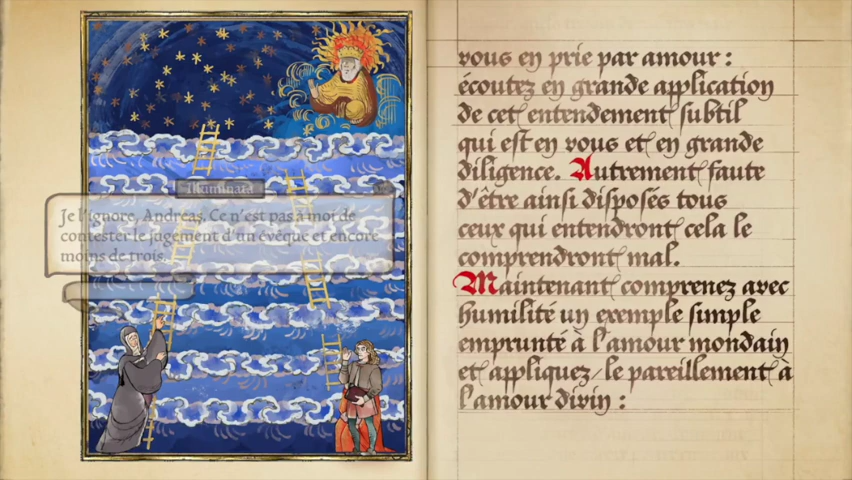 Illuminata
Je l'ignore, Andreas. Ce n'est pas à moi de
contester le jugement d'un évêque et encore
moins de trois.
vous en prie par amour :
écoutez en grande application
de cet entendement subtil
qui est en vous et en grande
diligence. Autrement faute
d'être ainsi disposés tous
ceux qui entendront cela le
comprendront mal.
Maintenant comprenez avec
humilité un exemple simple
emprunté à l'amour mondain
et appliquez-le pareillement à
l'amour divin :